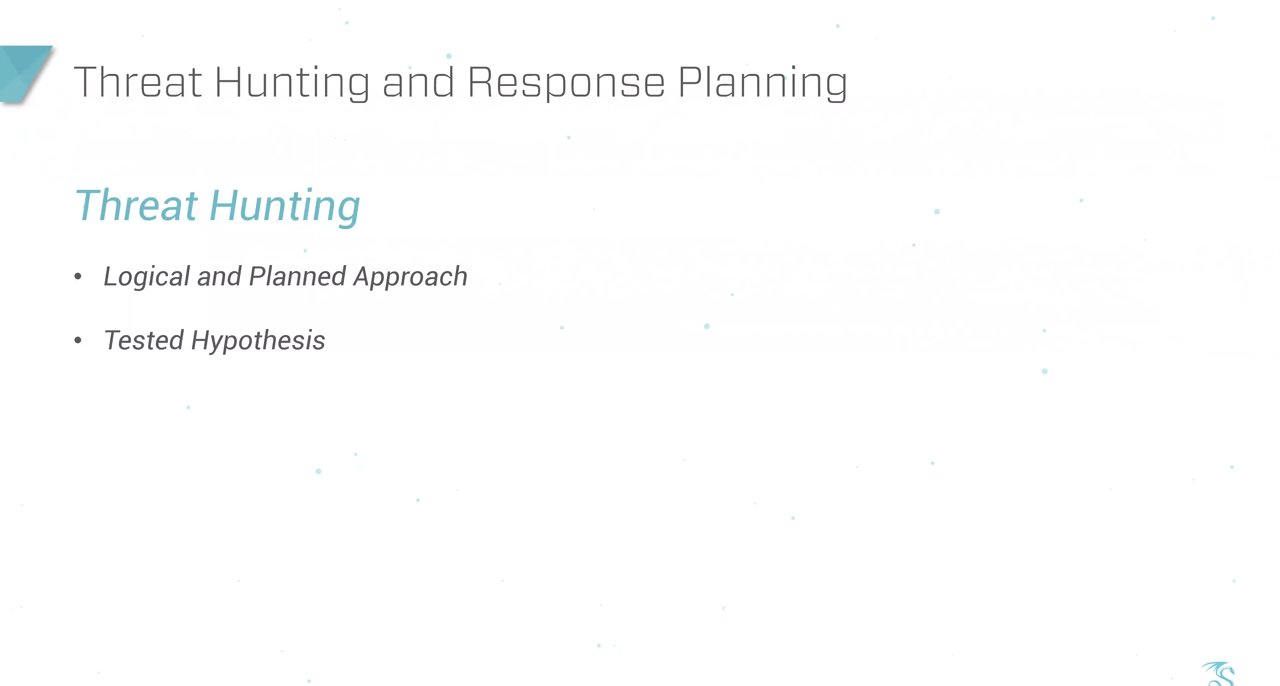 Threat Hunting and Response Planning
Threat Hunting
• Logical and Planned Approach
• Tested Hypothesis